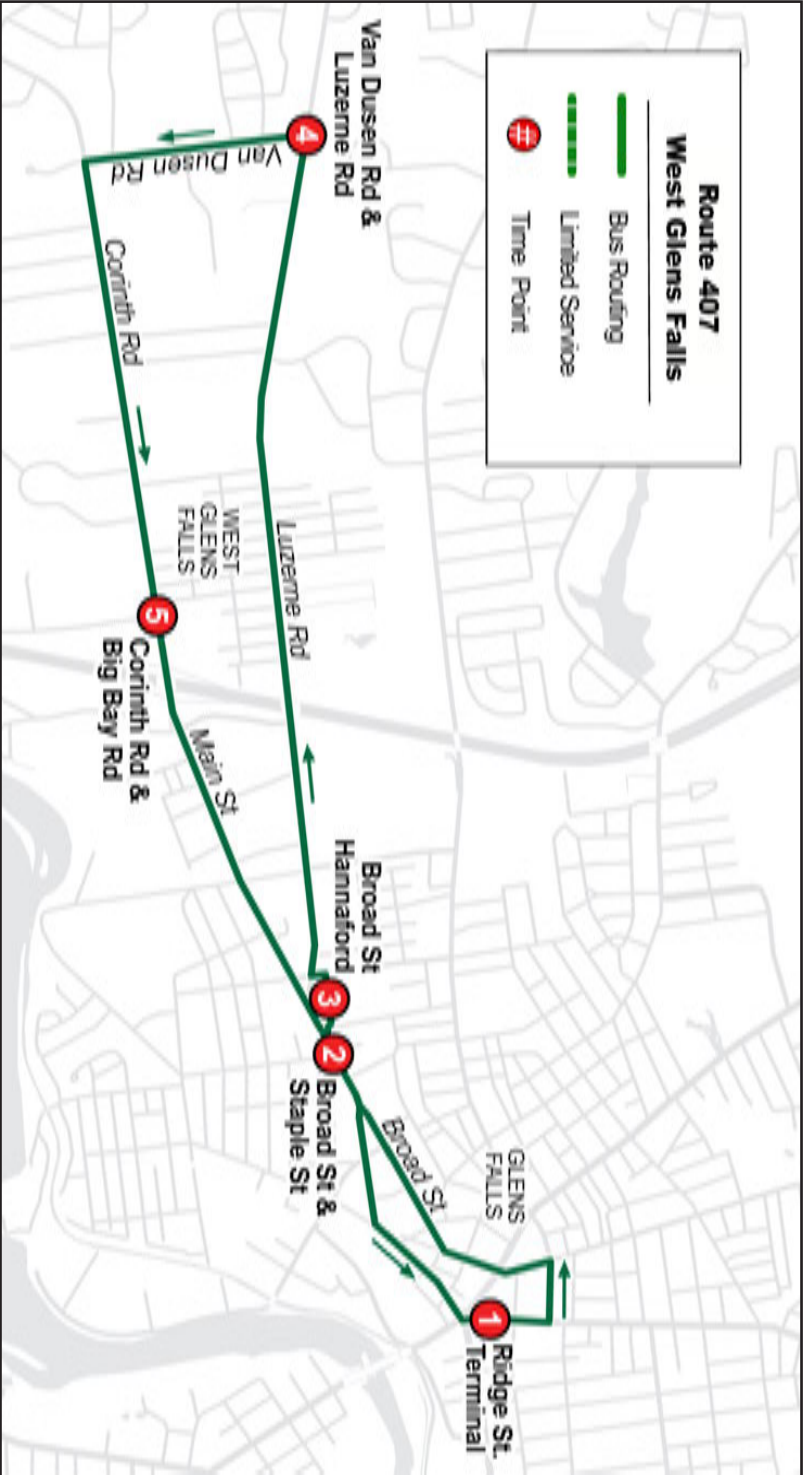 Route 407
West Glens Falls
Bus Routing
Limited Service
#
Time Point
Van Dusen Rd &
Luzerne Rd
4
Van Dusen Rd
Corinth Rd
WEST
GLENS
FALLS
Luzerne Rd
5
Corinth Rd &
Big Bay Rd
Main St
Broad St
Hannaford
3
2
Broad St &
Staple St
Broad St
GLENS
FALLS
1
Ridge St.
Terminal